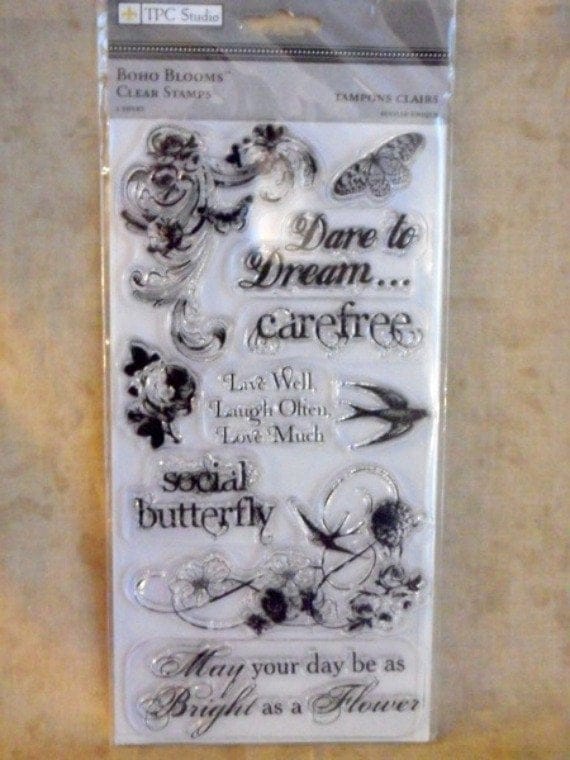 TPC Studio
Boho Blooms™
Clear Stamps
Tampons Clairs
Dare to
Dream...
carefree
Live Well,
Laugh Often,
Love Much
social
butterfly
May your day be as
Bright as a Flower